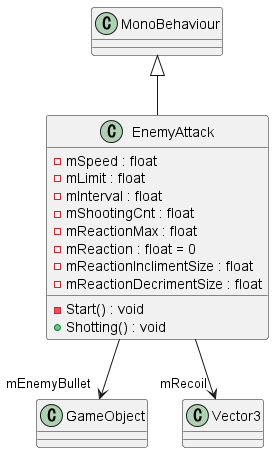 C MonoBehaviour
C EnemyAttack
mSpeed : float
mLimit : float
mInterval : float
mShootingCnt : float
mReactionMax : float
mReaction : float = 0
mReactionInclimentSize : float
mReactionDecrimentSize : float
Start() : void
Shotting() : void
mEnemyBullet
mRecoil
C GameObject
C Vector3